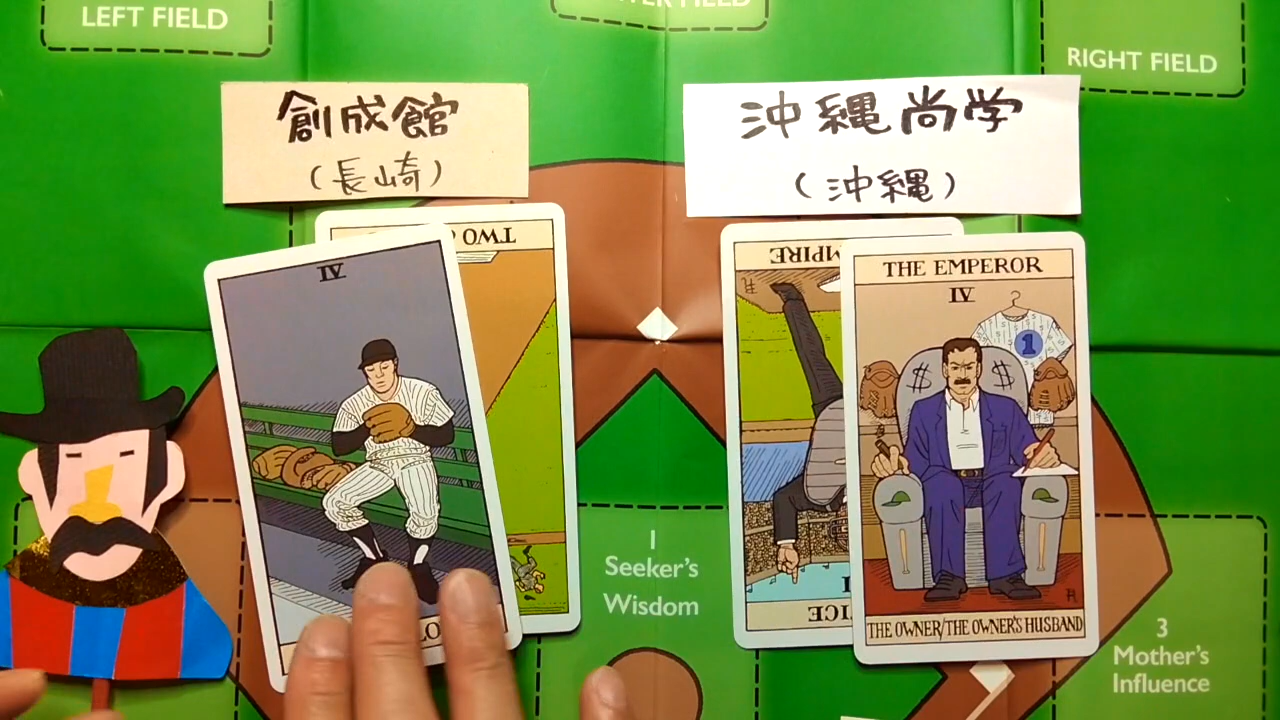 LEFT FIELD
RIGHT FIELD
創成館
(長崎)
沖縄尚学
(沖縄)
TWO
IV
THE EMPEROR
IV
1
$ $
THE OWNER/THE OWNER'S HUSBAND
1
Seeker's
Wisdom
3
Mother's
Influence